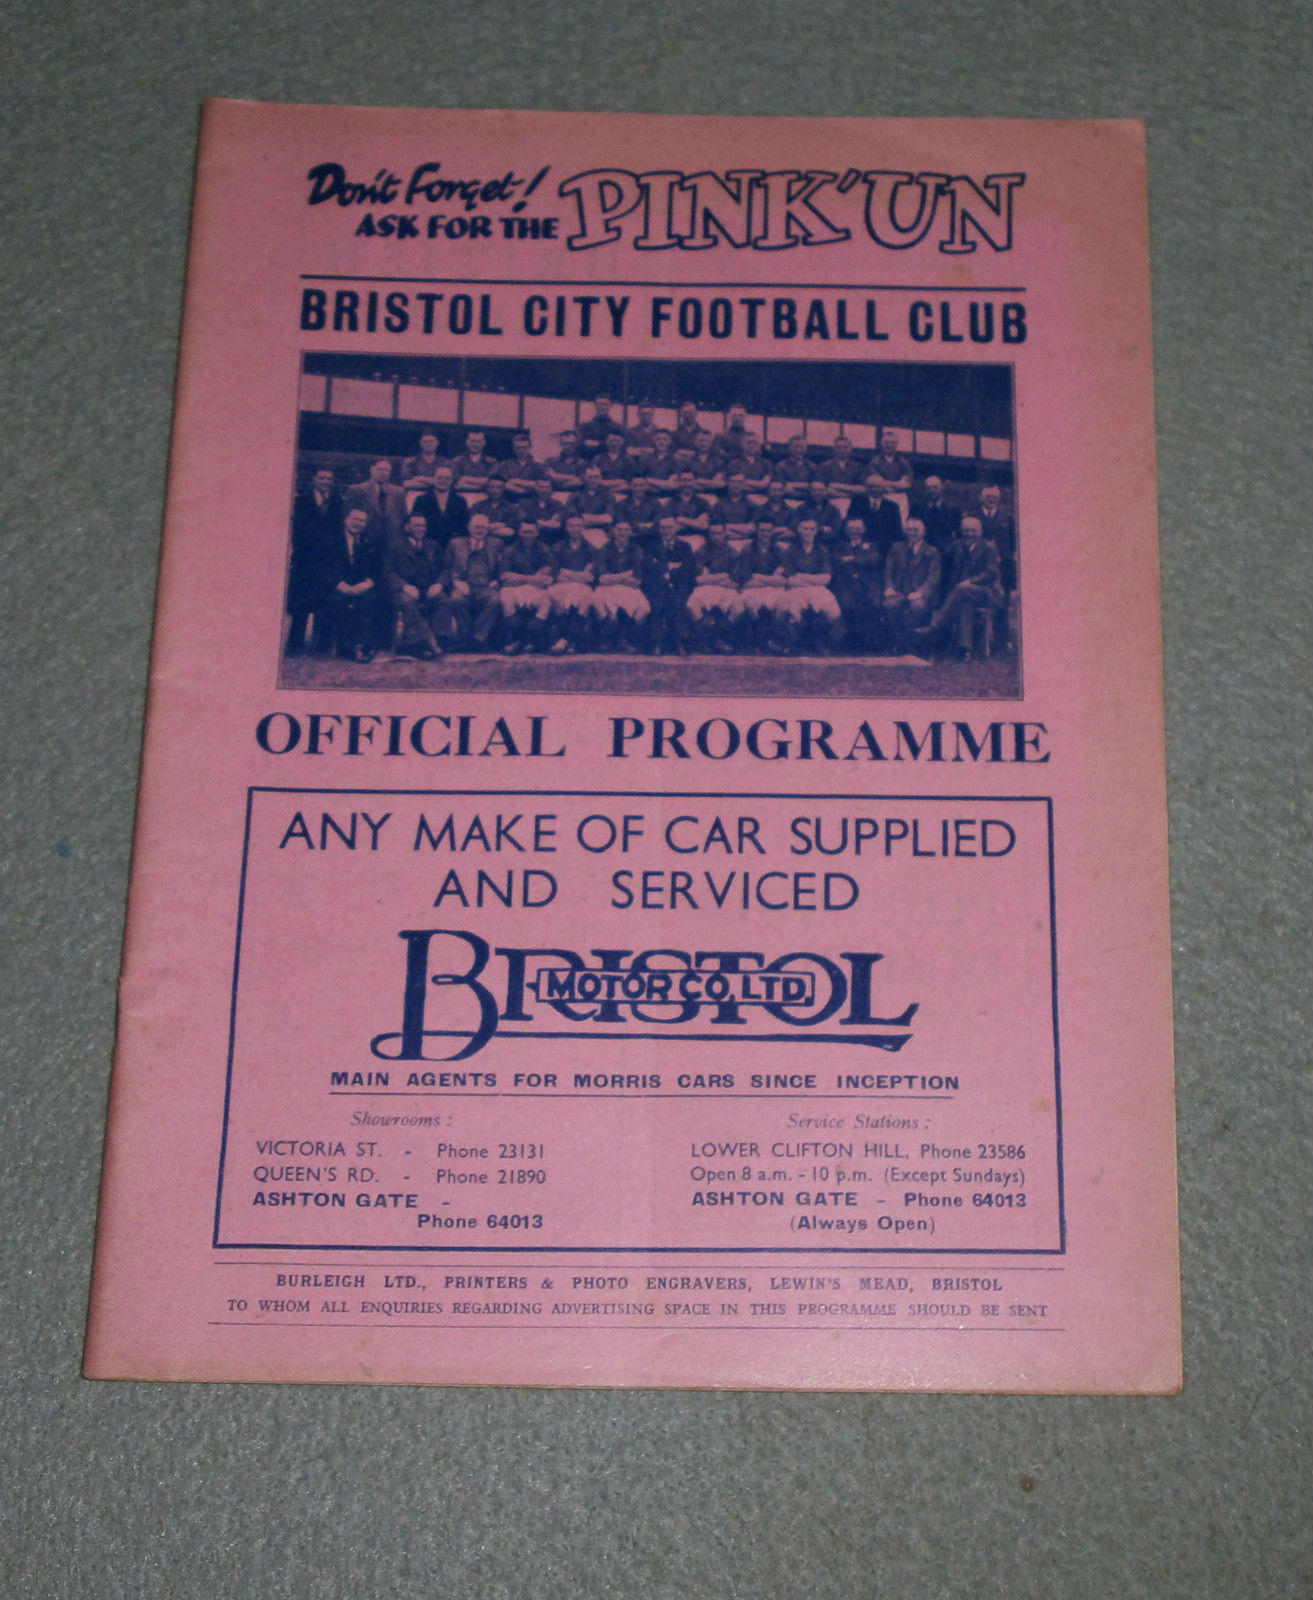 Don't Forget!
ASK FOR THE PINK'UN
BRISTOL CITY FOOTBALL CLUB
OFFICIAL PROGRAMME
ANY MAKE OF CAR SUPPLIED
AND SERVICED
BRISTOL
MOTOR CO, LTD.
MAIN AGENTS FOR MORRIS CARS SINCE INCEPTION
Showrooms :
VICTORIA ST. - Phone 23131
QUEEN'S RD. - Phone 21890
ASHTON GATE -
Phone 64013
Service Stations :
LOWER CLIFTON HILL, Phone 23586
Open 8 a.m. - 10 p.m. (Except Sundays)
ASHTON GATE - Phone 64013
(Always Open)
BURLEIGH LTD., PRINTERS & PHOTO ENGRAVERS, LEWIN'S MEAD, BRISTOL
TO WHOM ALL ENQUIRIES REGARDING ADVERTISING SPACE IN THIS PROGRAMME SHOULD BE SENT